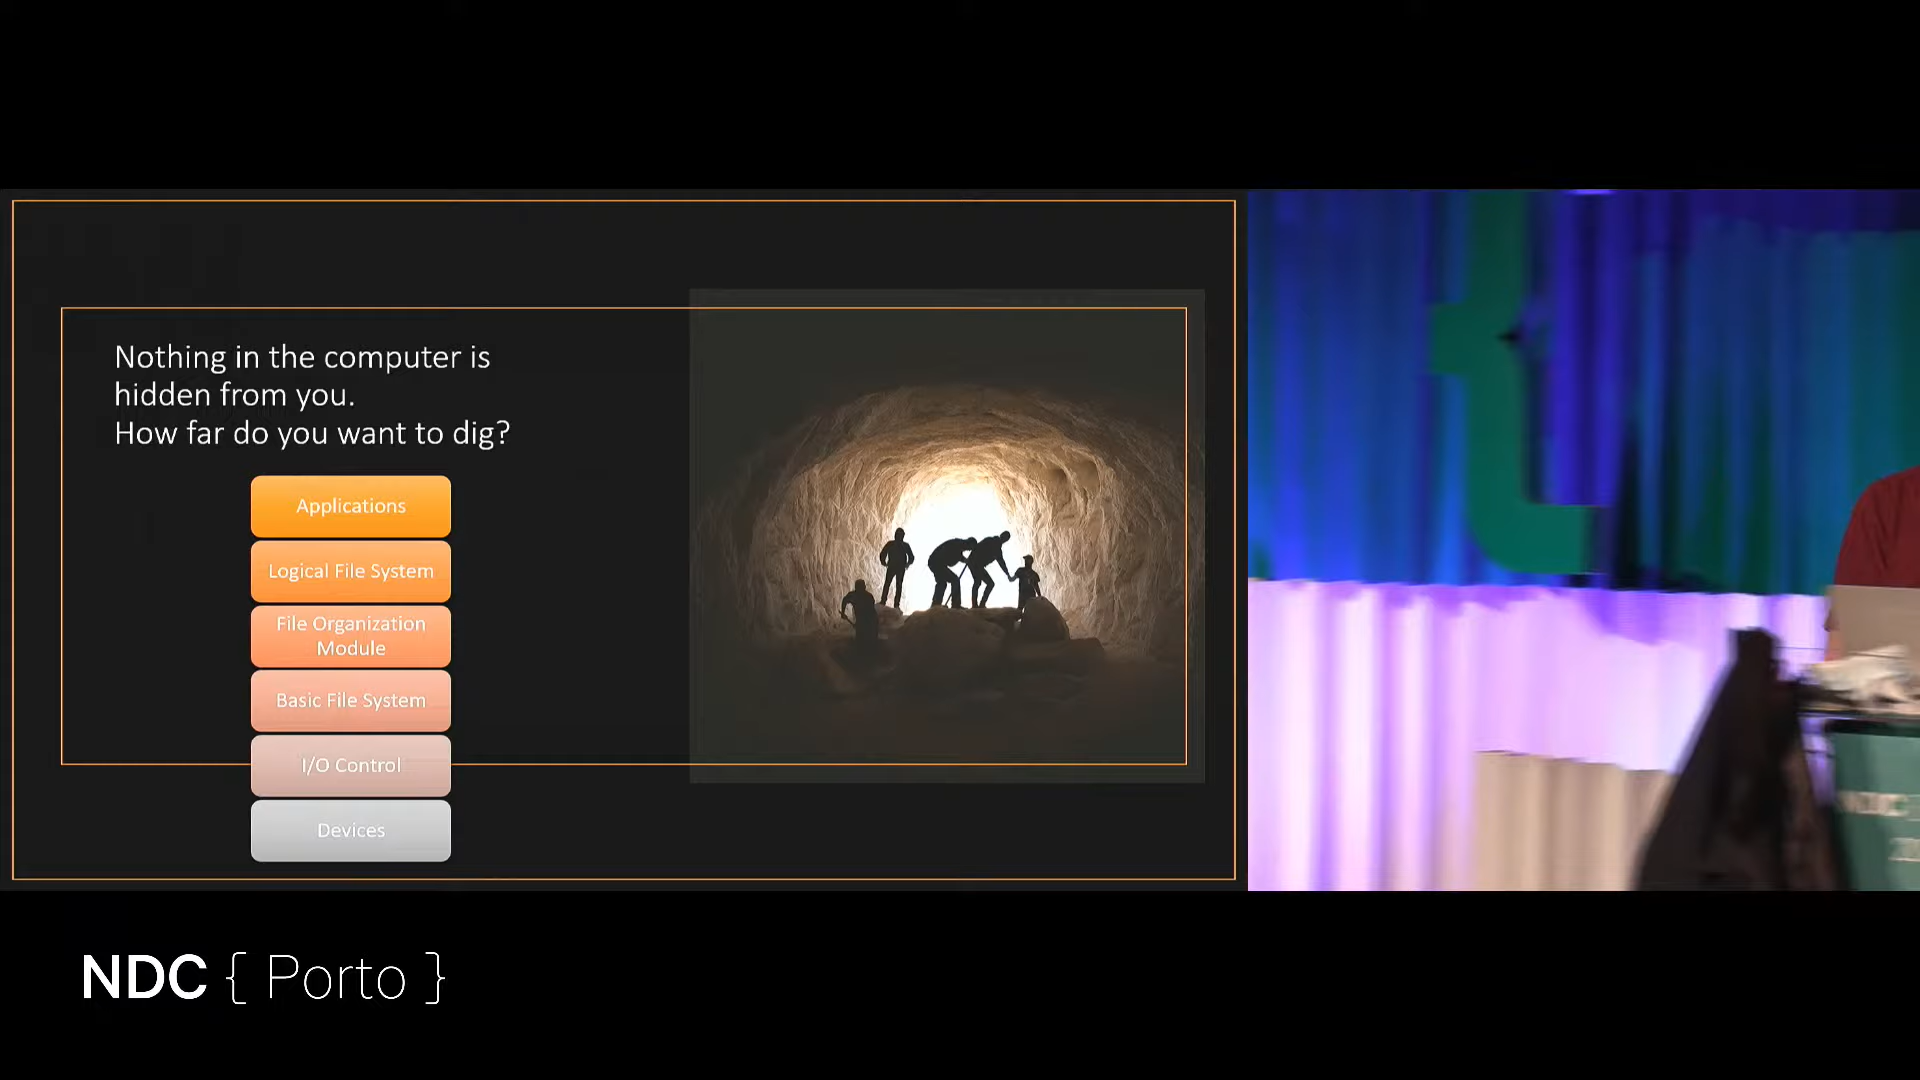 Nothing in the computer is
hidden from you.
How far do you want to dig?
Applications
Logical File System
File Organization
Module
Basic File System
I/O Control
Devices
NDC { Porto }